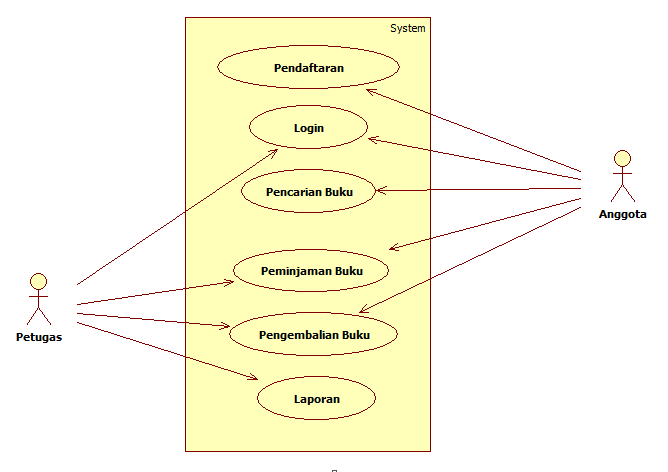 System
Pendaftaran
Login
Pencarian Buku
Anggota
Peminjaman Buku
Petugas
Pengembalian Buku
Laporan